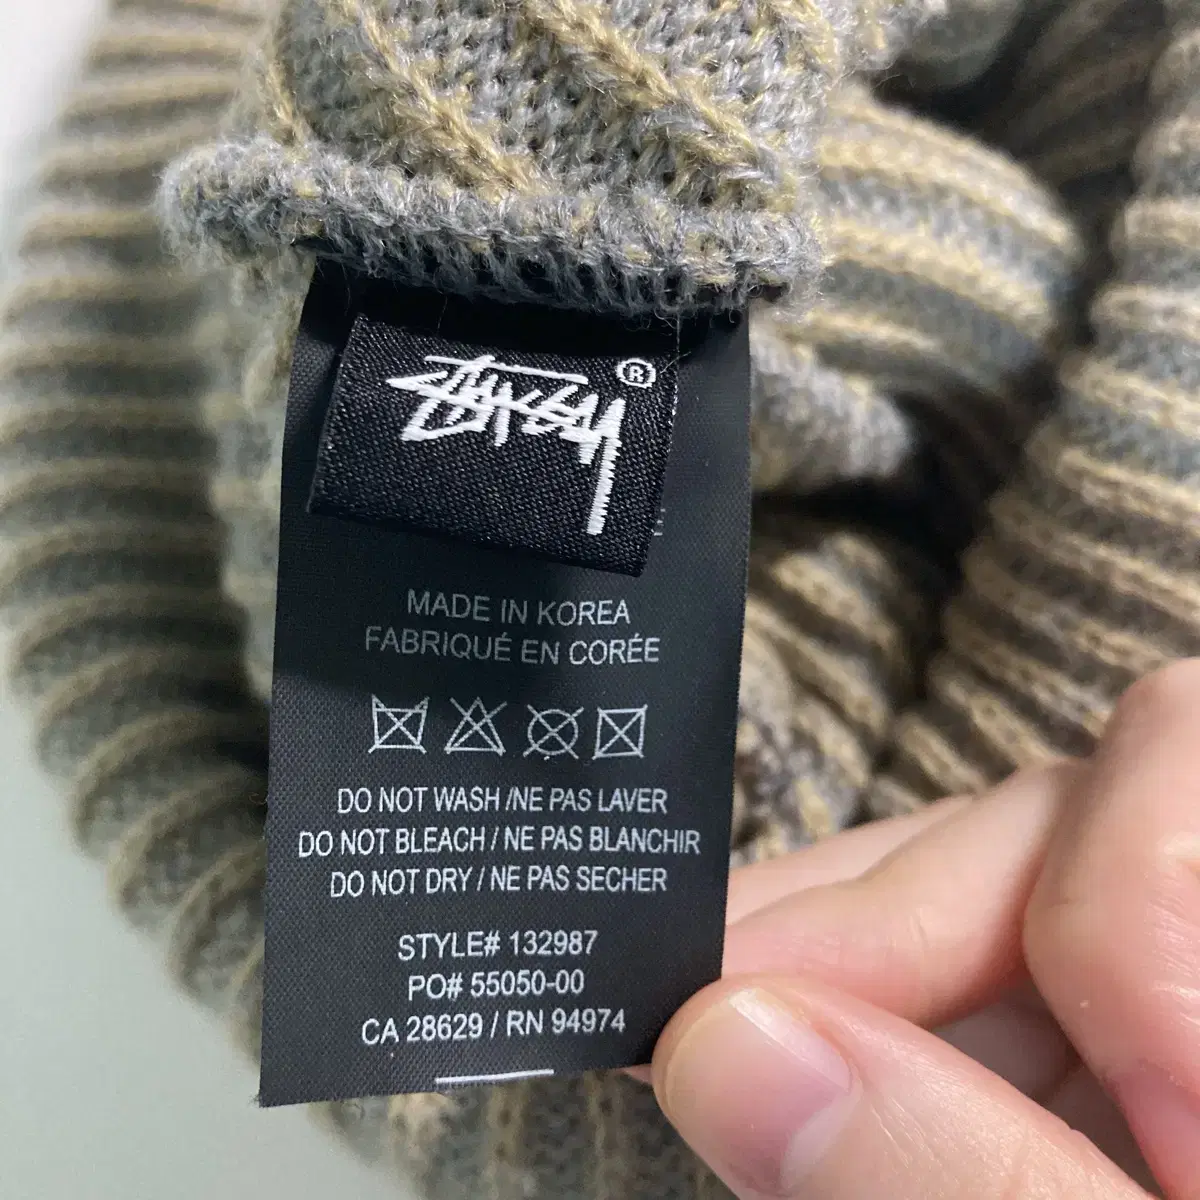 STÜSSY ®
MADE IN KOREA
FABRIQUÉ EN CORÉE
DO NOT WASH /NE PAS LAVER
DO NOT BLEACH / NE PAS BLANCHIR
DO NOT DRY / NE PAS SECHER
STYLE# 132987
PO# 55050-00
CA 28629 / RN 94974